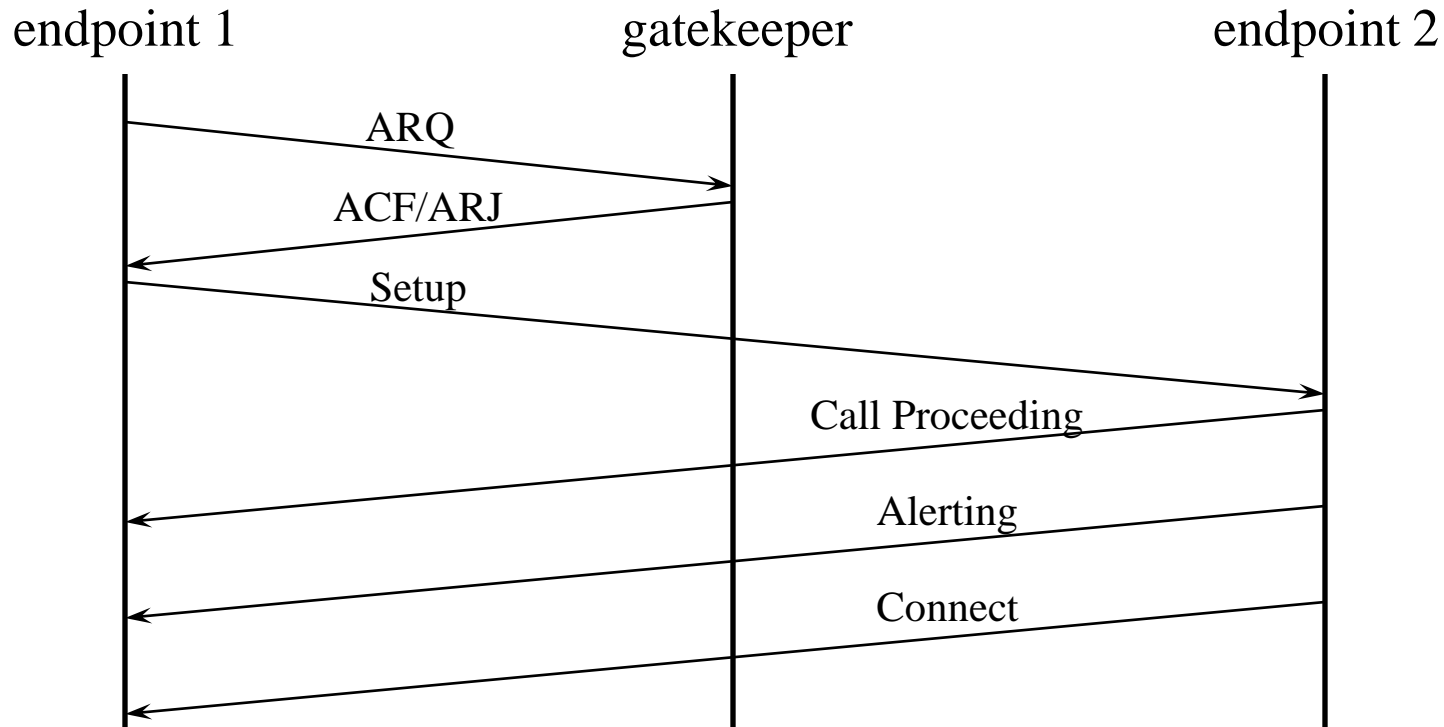 endpoint 1
gatekeeper
endpoint 2
ARQ
ACF/ARJ
Setup
Call Proceeding
Alerting
Connect